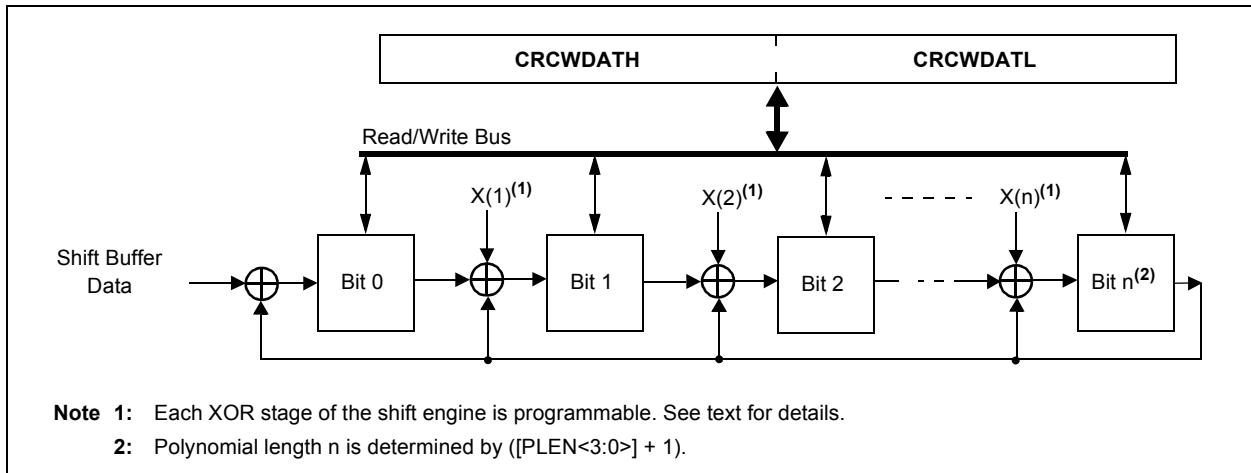 CRCWDATH CRCWDATL
Read/Write Bus
X(1)(1) X(2)(1) X(n)(1)
Shift Buffer
Data
Bit 0 Bit 1 Bit 2 Bit n(2)
Note 1: Each XOR stage of the shift engine is programmable. See text for details.
2: Polynomial length n is determined by ([PLEN<3:0>] + 1).